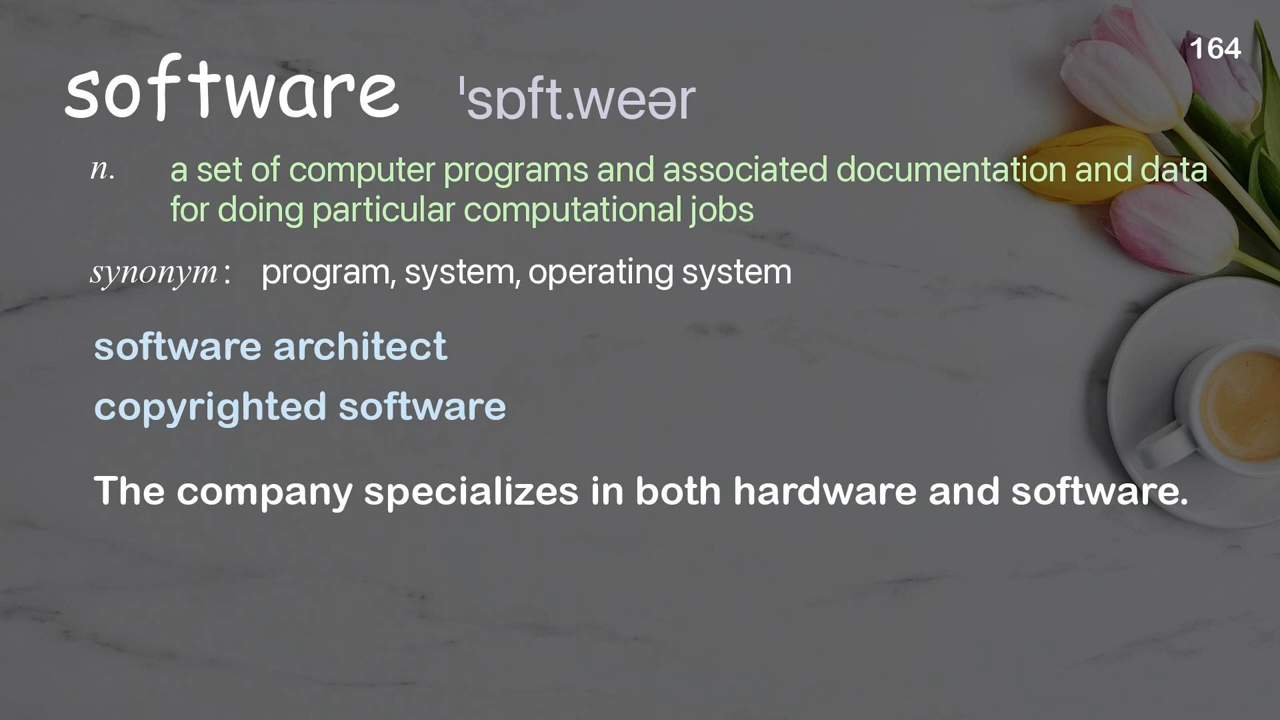 164
software ˈsɒft.weər
n. a set of computer programs and associated documentation and data
for doing particular computational jobs
synonym: program, system, operating system
software architect
copyrighted software
The company specializes in both hardware and software.